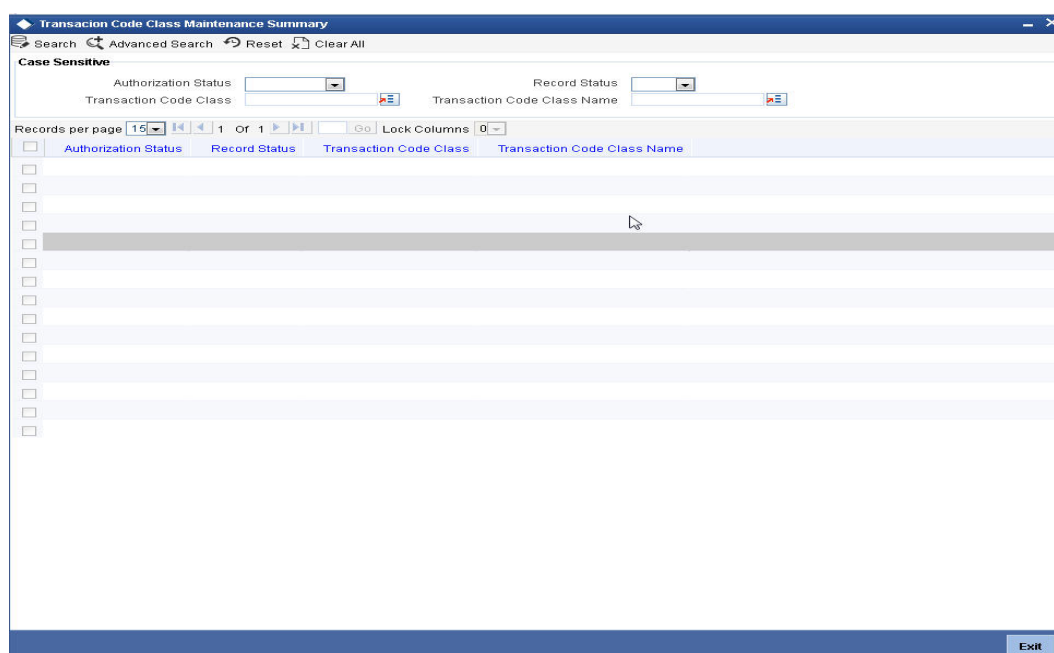 Transacion Code Class Maintenance Summary
Search Advanced Search Reset Clear All
Case Sensitive
Authorization Status Record Status
Transaction Code Class Transaction Code Class Name
Records per page 15 1 Of 1 Go Lock Columns 0
Authorization Status Record Status Transaction Code Class Transaction Code Class Name
Exit